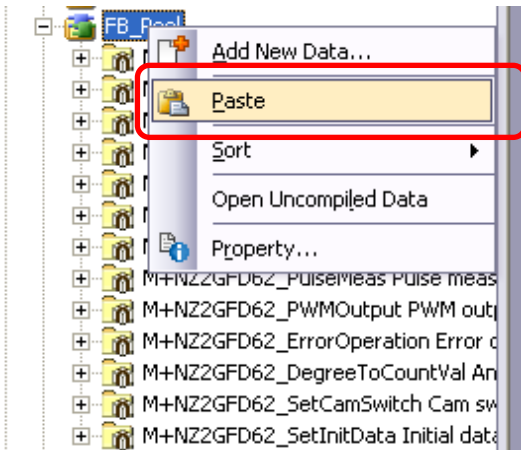 FB_Pool
Add New Data...
Paste
Sort
Open Uncompiled Data
Property...
M+NZ2GFD62_PulseMeas Pulse meas
M+NZ2GFD62_PWMOutput PWM outp
M+NZ2GFD62_ErrorOperation Error o
M+NZ2GFD62_DegreeToCountVal An
M+NZ2GFD62_SetCamSwitch Cam sw
M+NZ2GFD62_SetInitData Initial data